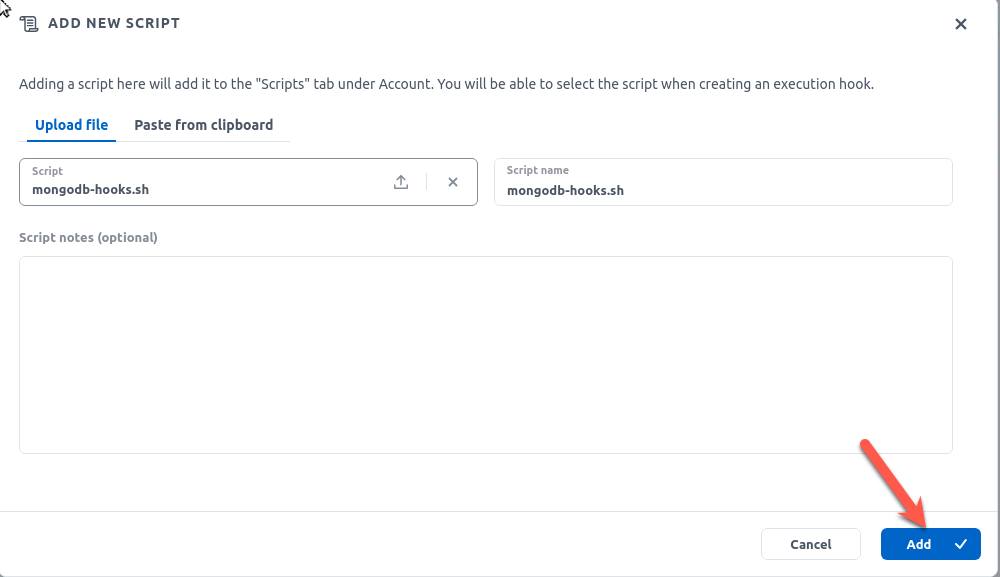 ADD NEW SCRIPT
Adding a script here will add it to the "Scripts" tab under Account. You will be able to select the script when creating an execution hook.
Upload file
Paste from clipboard
Script
mongodb-hooks.sh
Script name
mongodb-hooks.sh
Script notes (optional)
Cancel
Add